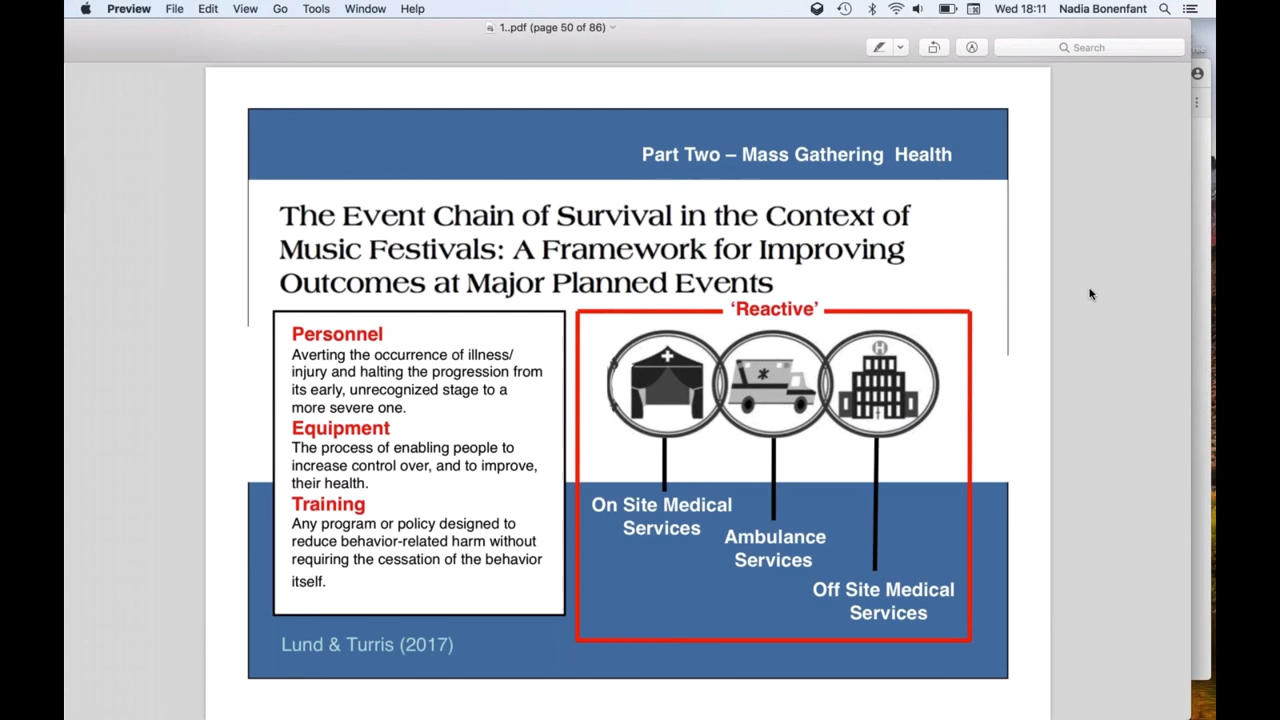 Preview File Edit View Go Tools Window Help Wed 18:11 Nadia Bonenfant
1..pdf (page 50 of 86)
Search
Part Two – Mass Gathering Health
The Event Chain of Survival in the Context of
Music Festivals: A Framework for Improving
Outcomes at Major Planned Events
Personnel
Averting the occurrence of illness/
injury and halting the progression from
its early, unrecognized stage to a
more severe one.
Equipment
The process of enabling people to
increase control over, and to improve,
their health.
Training
Any program or policy designed to
reduce behavior-related harm without
requiring the cessation of the behavior
itself.
‘Reactive’
H
On Site Medical
Services
Ambulance
Services
Off Site Medical
Services
Lund & Turris (2017)